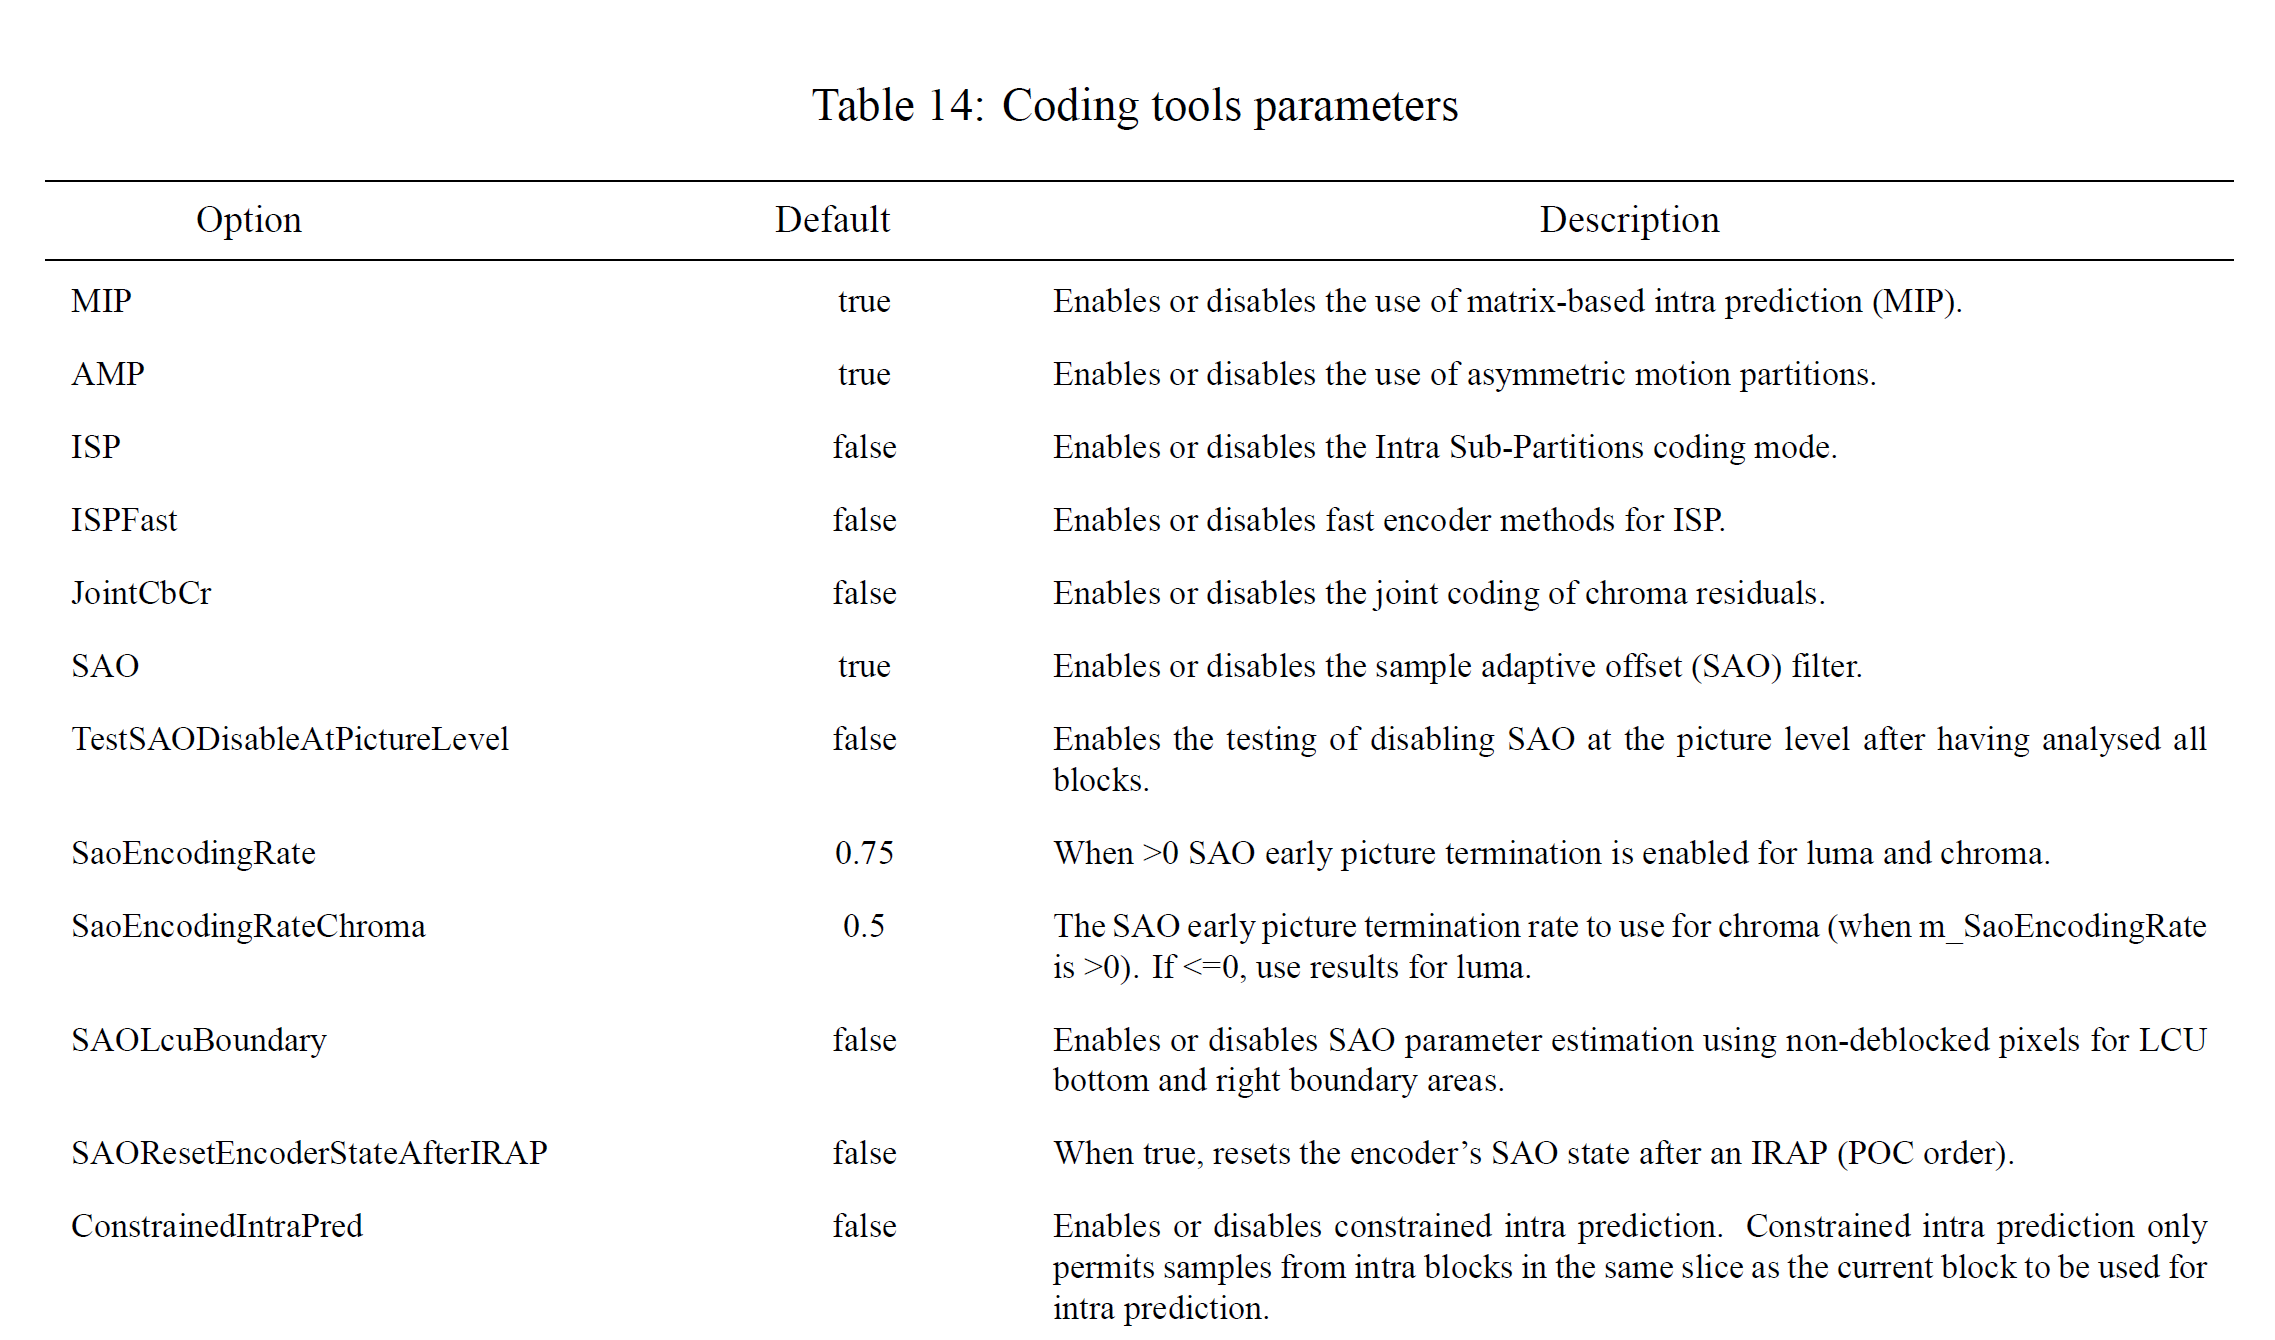 Table 14: Coding tools parameters
Option Default Description
MIP true Enables or disables the use of matrix-based intra prediction (MIP).
AMP true Enables or disables the use of asymmetric motion partitions.
ISP false Enables or disables the Intra Sub-Partitions coding mode.
ISPFast false Enables or disables fast encoder methods for ISP.
JointCbCr false Enables or disables the joint coding of chroma residuals.
SAO true Enables or disables the sample adaptive offset (SAO) filter.
TestSAODisableAtPictureLevel false Enables the testing of disabling SAO at the picture level after having analysed all
blocks.
SaoEncodingRate 0.75 When >0 SAO early picture termination is enabled for luma and chroma.
SaoEncodingRateChroma 0.5 The SAO early picture termination rate to use for chroma (when m_SaoEncodingRate
is >0). If <=0, use results for luma.
SAOLcuBoundary false Enables or disables SAO parameter estimation using non-deblocked pixels for LCU
bottom and right boundary areas.
SAOResetEncoderStateAfterIRAP false When true, resets the encoder’s SAO state after an IRAP (POC order).
ConstrainedIntraPred false Enables or disables constrained intra prediction. Constrained intra prediction only
permits samples from intra blocks in the same slice as the current block to be used for
intra prediction.